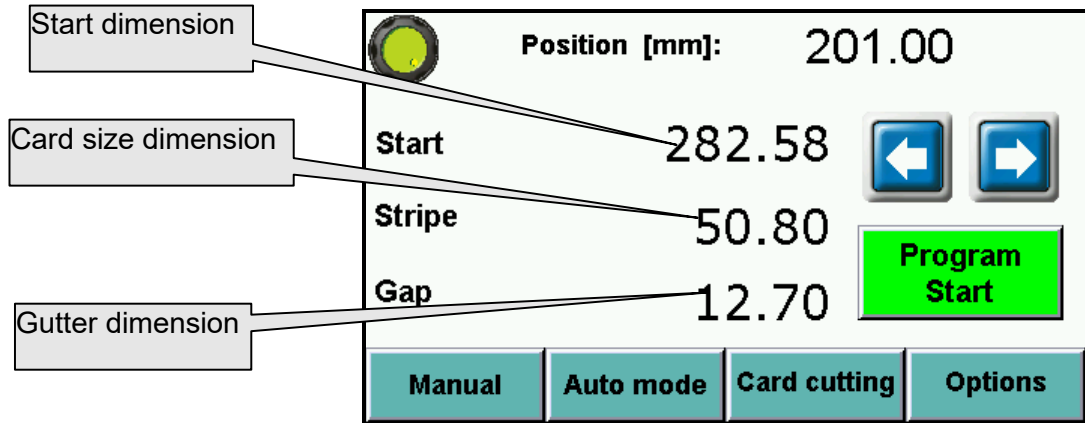 Start dimension
Position [mm]: 201.00
Card size dimension
Start 282.58
Stripe 50.80
Program
Start
Gap 12.70
Gutter dimension
Manual Auto mode Card cutting Options